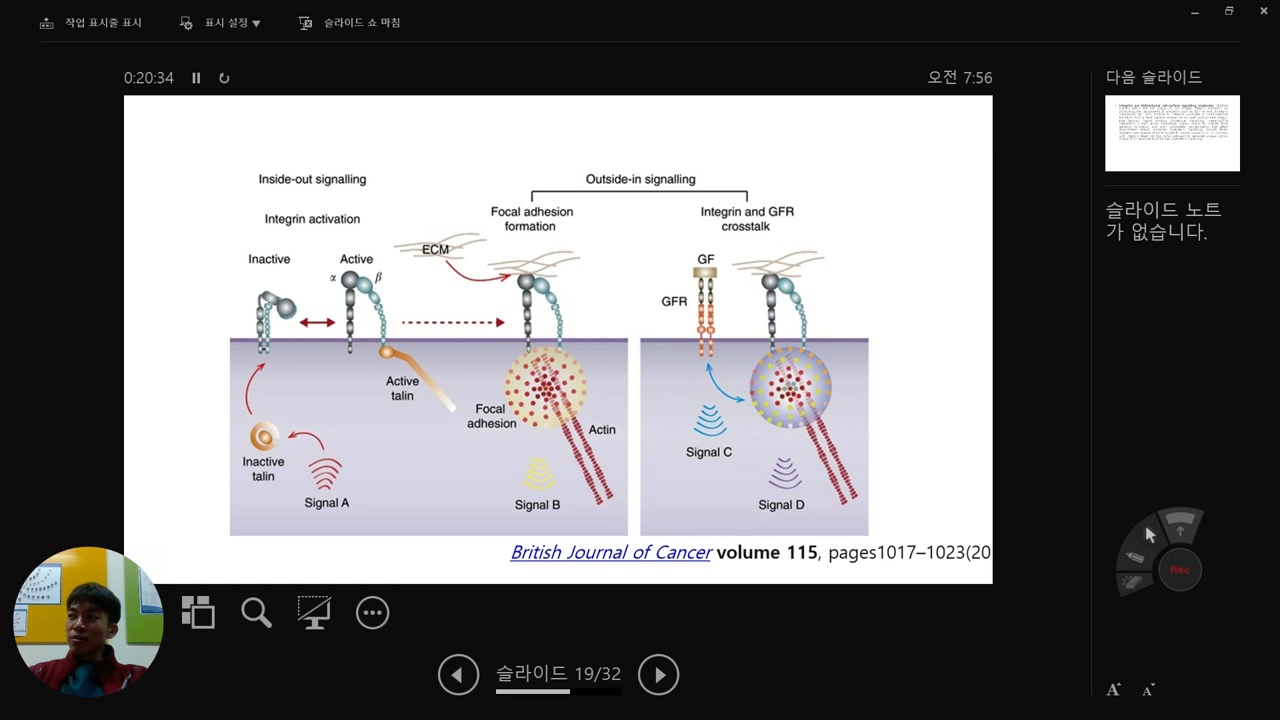 작업 표시줄 표시
표시 설정
슬라이드 쇼 마침
0:20:34
오전 7:56
다음 슬라이드
슬라이드 노트
가 없습니다.
Inside-out signalling
Outside-in signalling
Integrin activation
Focal adhesion
formation
Integrin and GFR
crosstalk
Inactive
Active
ECM
GF
α
β
GFR
Active
talin
Focal
adhesion
Actin
Inactive
talin
Signal A
Signal B
Signal C
Signal D
British Journal of Cancer volume 115, pages1017–1023(20
Rec
슬라이드 19/32
A
A